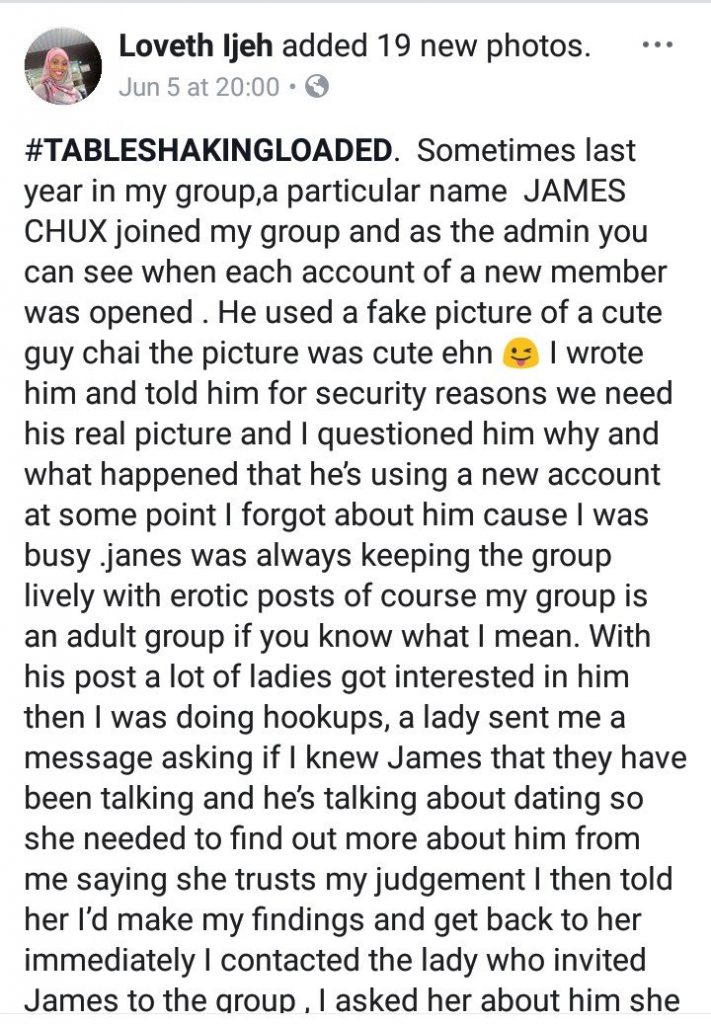 Loveth Ijeh added 19 new photos.
Jun 5 at 20:00 •
#TABLESHAKINGLOADED. Sometimes last
year in my group,a particular name JAMES
CHUX joined my group and as the admin you
can see when each account of a new member
was opened . He used a fake picture of a cute
guy chai the picture was cute ehn 😜 I wrote
him and told him for security reasons we need
his real picture and I questioned him why and
what happened that he's using a new account
at some point I forgot about him cause I was
busy .janes was always keeping the group
lively with erotic posts of course my group is
an adult group if you know what I mean. With
his post a lot of ladies got interested in him
then I was doing hookups, a lady sent me a
message asking if I knew James that they have
been talking and he's talking about dating so
she needed to find out more about him from
me saying she trusts my judgement I then told
her I'd make my findings and get back to her
immediately I contacted the lady who invited
James to the group , I asked her about him she